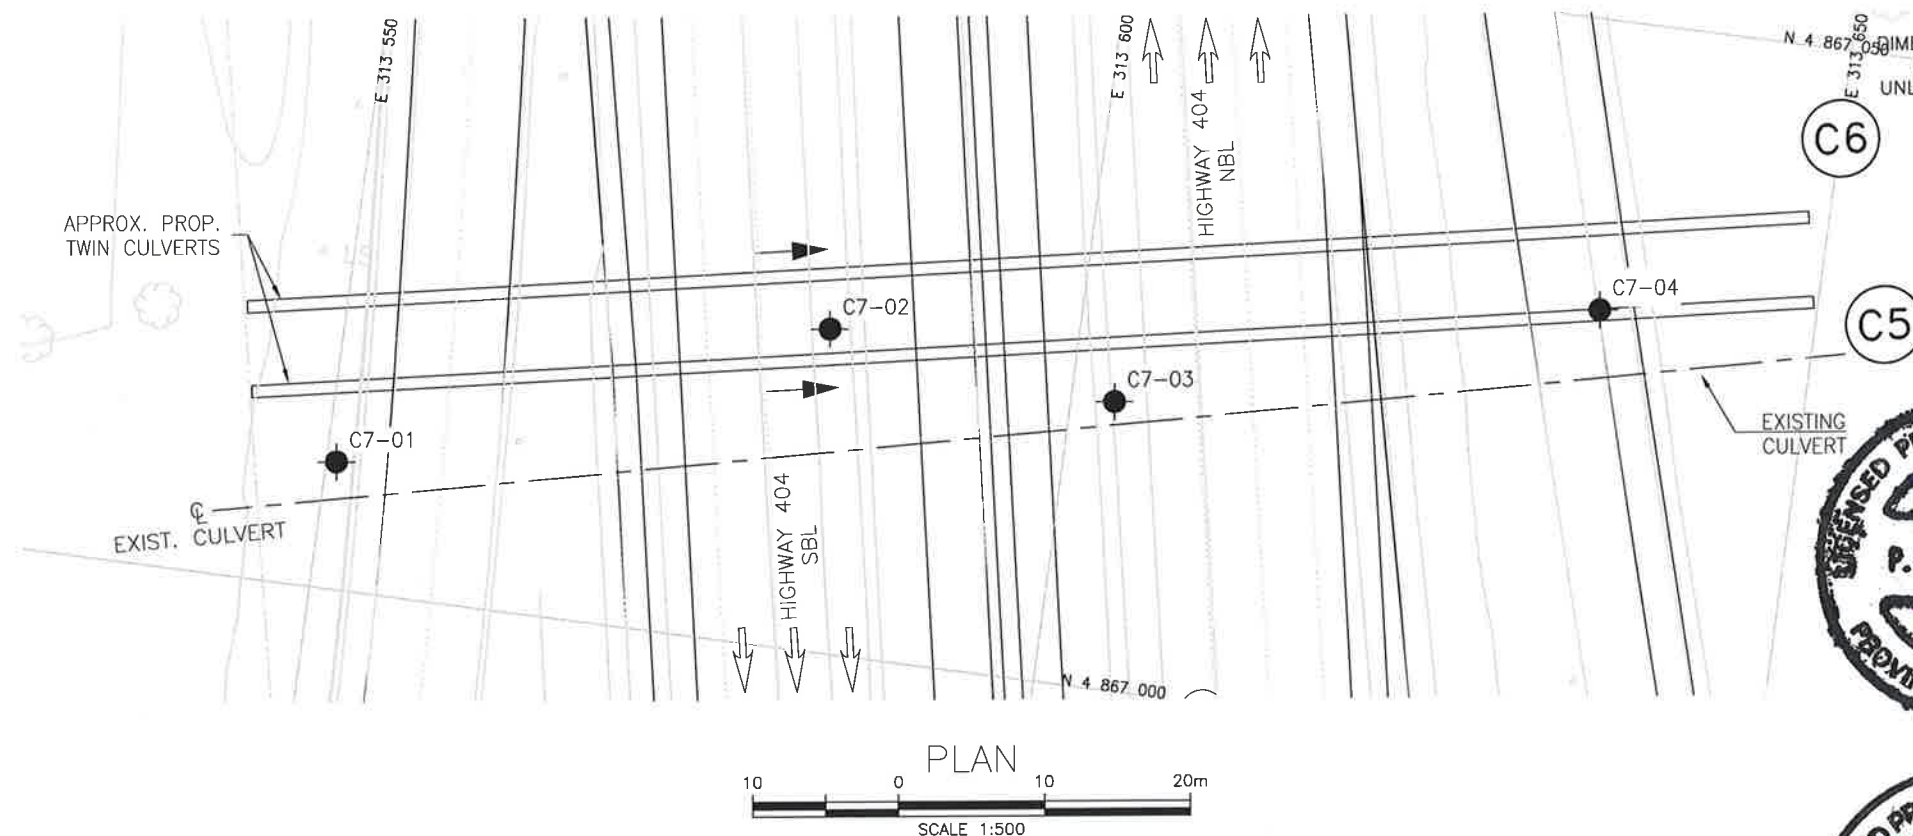 E 313 550
E 313 600
N 4 867 050
E 313 650
UNL
C6
HIGHWAY 404
NBL
APPROX. PROP.
TWIN CULVERTS
C7-02
C7-04
C5
C7-03
C7-01
EXISTING
CULVERT
℄
EXIST. CULVERT
HIGHWAY 404
SBL
N 4 867 000
P.
PLAN
10 0 10 20m
SCALE 1:500